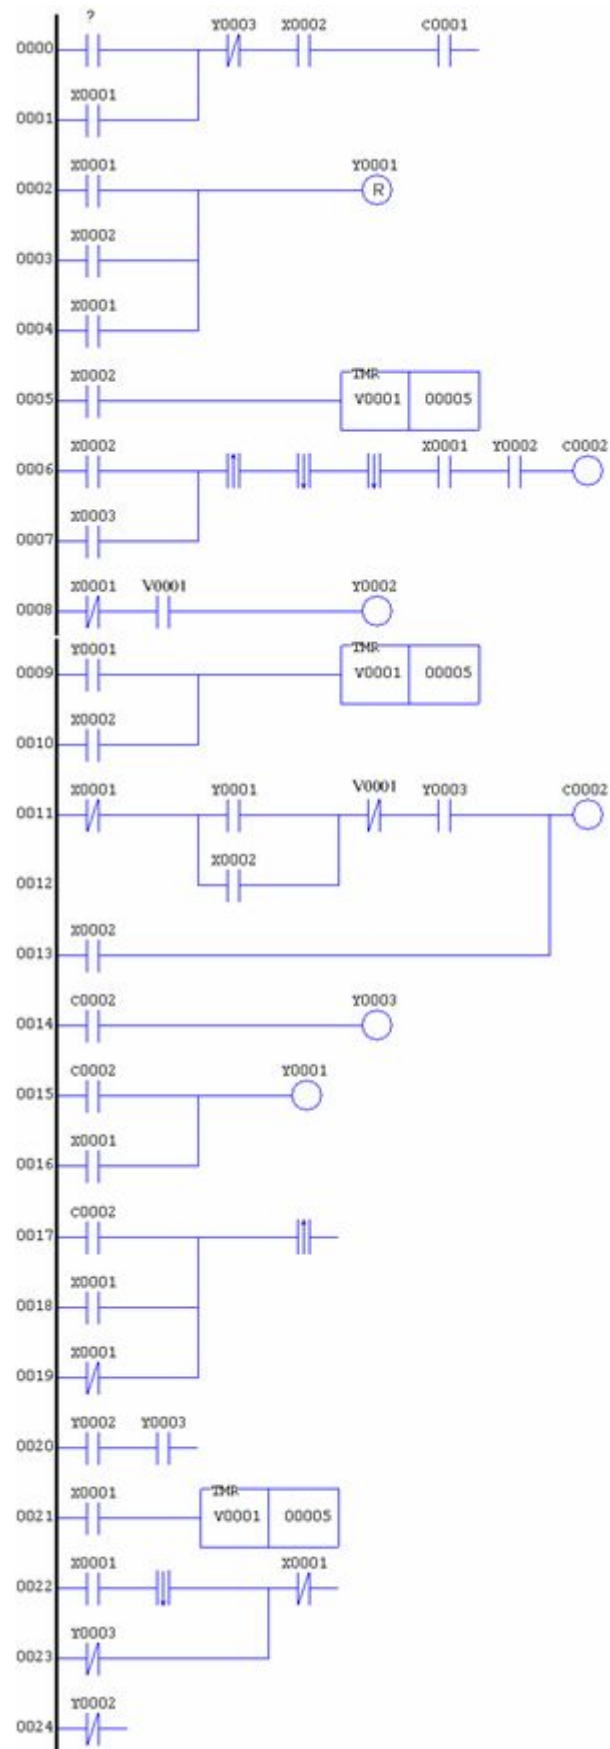 ?
Y0003 X0002 C0001
0000
X0001
0001
X0001 Y0001
0002 R
X0002
0003
X0001
0004
X0002 TMR
0005 V0001 00005
X0002 X0001 Y0002 C0002
0006
X0003
0007
X0001 V0001 Y0002
0008
Y0001 TMR
0009 V0001 00005
X0002
0010
X0001 Y0001 V0001 Y0003 C0002
0011
X0002
0012
X0002
0013
C0002 Y0003
0014
C0002 Y0001
0015
X0001
0016
C0002
0017
X0001
0018
X0001
0019
Y0002 Y0003
0020
X0001 TMR
0021 V0001 00005
X0001 X0001
0022
Y0003
0023
Y0002
0024